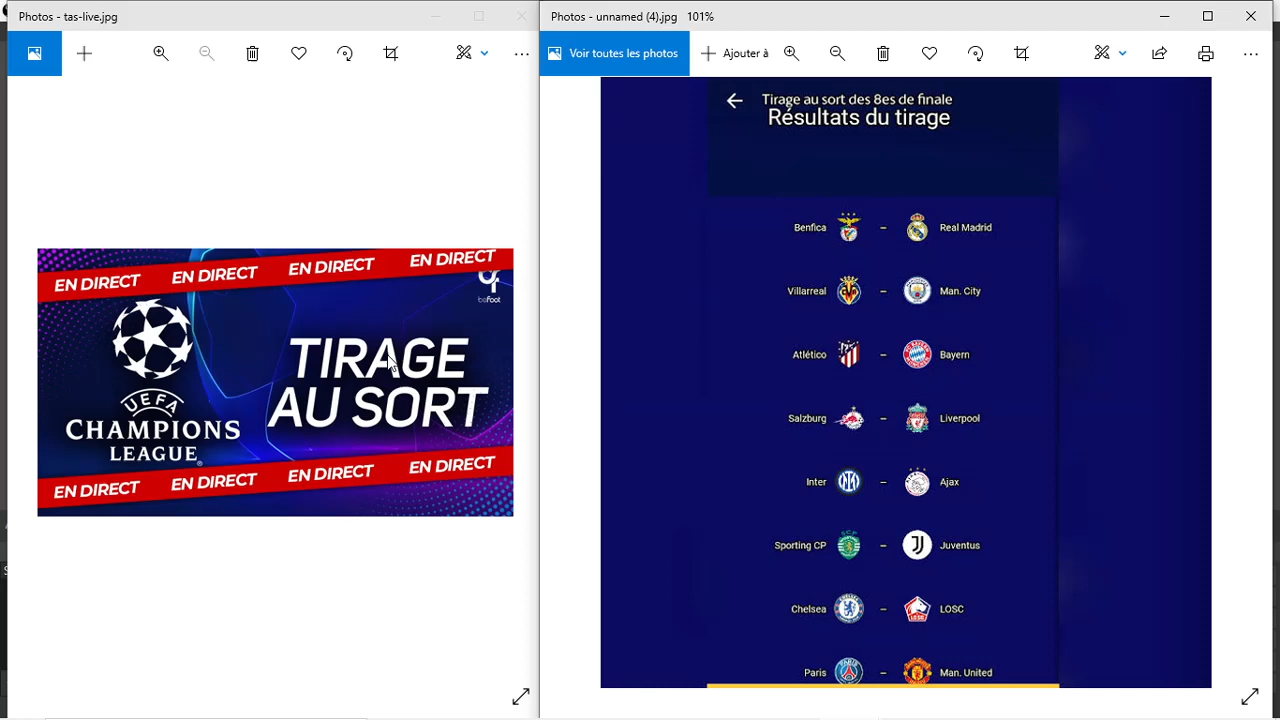 Photos - tas-live.jpg
EN DIRECT EN DIRECT EN DIRECT EN DIRECT
befoot
TIRAGE
AU SORT
UEFA
CHAMPIONS
LEAGUE
EN DIRECT EN DIRECT EN DIRECT EN DIRECT
Photos - unnamed (4).jpg 101%
Voir toutes les photos
Ajouter à
Tirage au sort des 8es de finale
Résultats du tirage
Benfica – Real Madrid
Villarreal – Man. City
Atlético – Bayern
Salzburg – Liverpool
Inter – Ajax
Sporting CP – Juventus
Chelsea – LOSC
Paris – Man. United